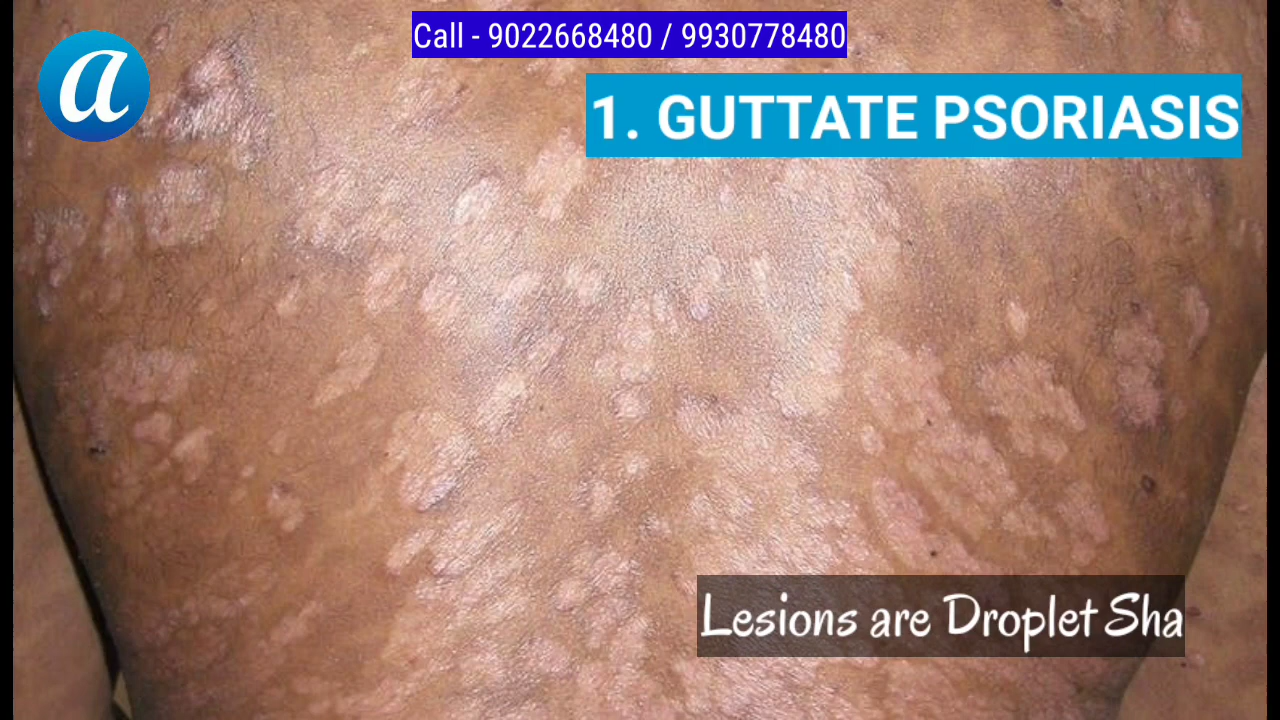 Call - 9022668480 / 9930778480
a
1. GUTTATE PSORIASIS
Lesions are Droplet Sha